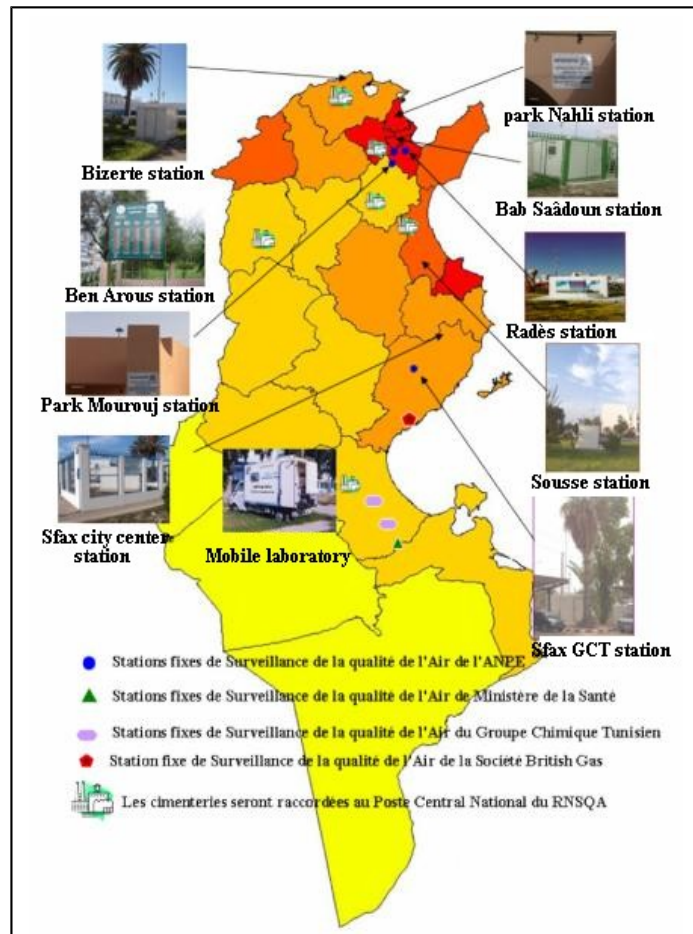 park Nahli station
Bizerte station
Bab Saâdoun station
Ben Arous station
Radès station
Park Mourouj station
Sousse station
Sfax city center
station
Mobile laboratory
Sfax GCT station
Stations fixes de Surveillance de la qualité de l'Air de l'ANPE
Stations fixes de Surveillance de la qualité de l'Air de Ministère de la Santé
Stations fixes de Surveillance de la qualité de l'Air du Groupe Chimique Tunisien
Station fixe de Surveillance de la qualité de l'Air de la Société British Gas
Les cimenteries seront raccordées au Poste Central National du RNSQA